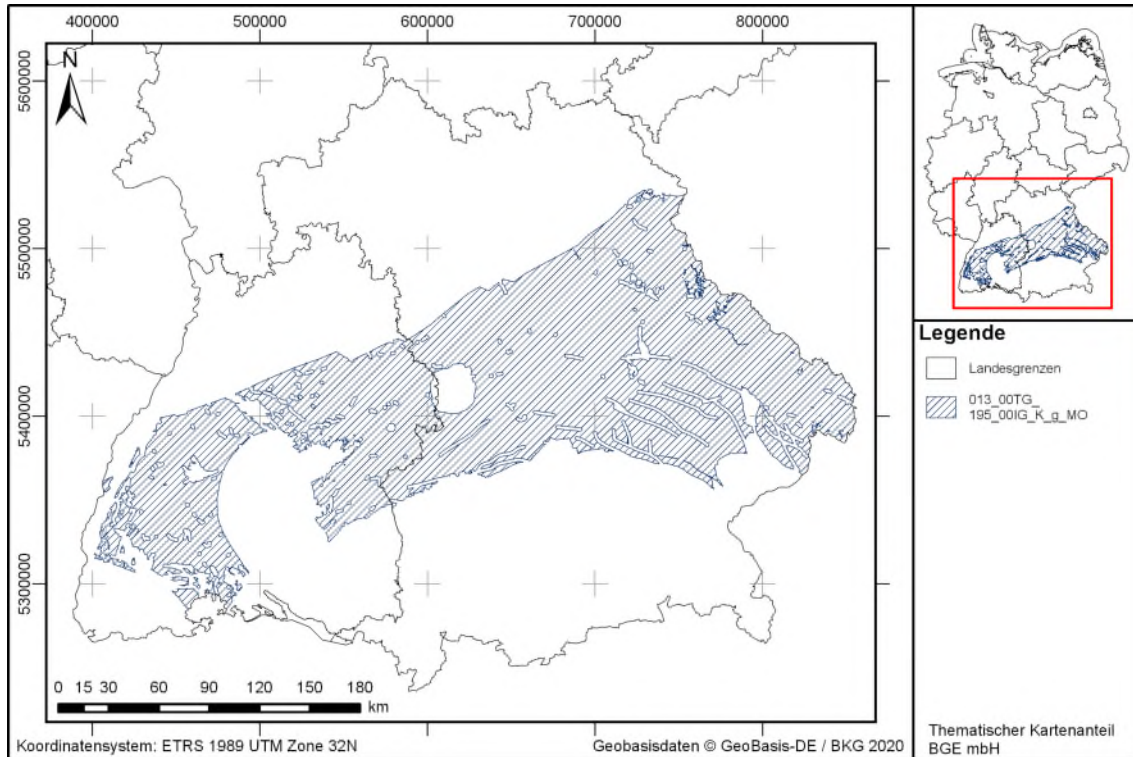 400000 500000 600000 700000 800000
N
5600000
5500000
5400000
5300000
0 15 30 60 90 120 150 180
km
Koordinatensystem: ETRS 1989 UTM Zone 32N
Geobasisdaten © GeoBasis-DE / BKG 2020
Legende
Landesgrenzen
013_00TG_
195_00IG_K_g_MO
Thematischer Kartenanteil
BGE mbH